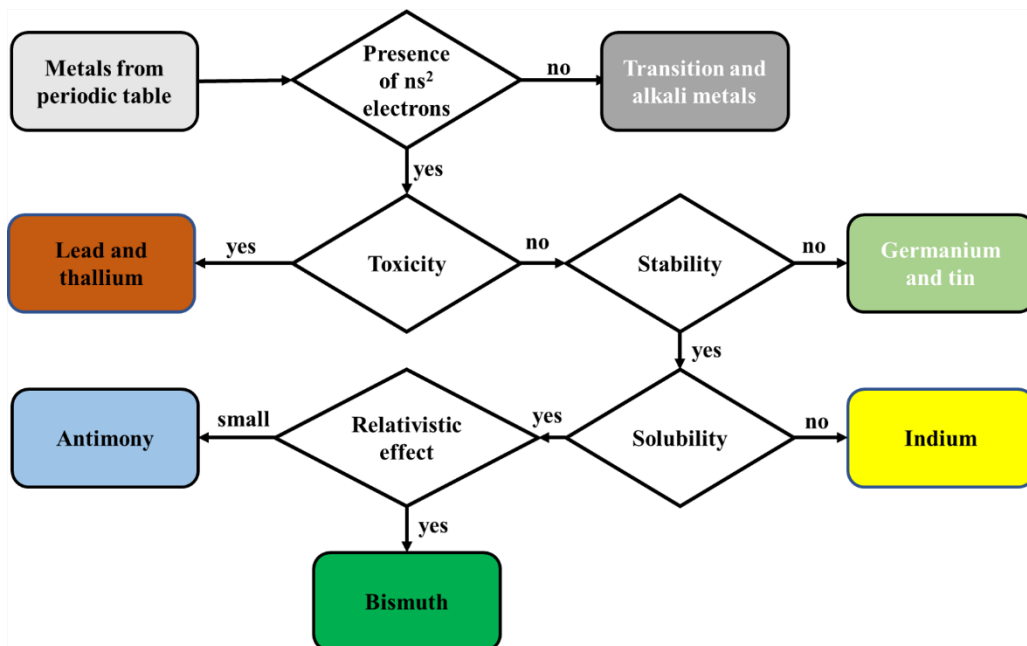 Metals from
periodic table
Presence
of ns²
electrons
no
Transition and
alkali metals
yes
Lead and
thallium
yes
Toxicity
no
Stability
no
Germanium
and tin
yes
Antimony
small
Relativistic
effect
yes
Solubility
no
Indium
yes
Bismuth